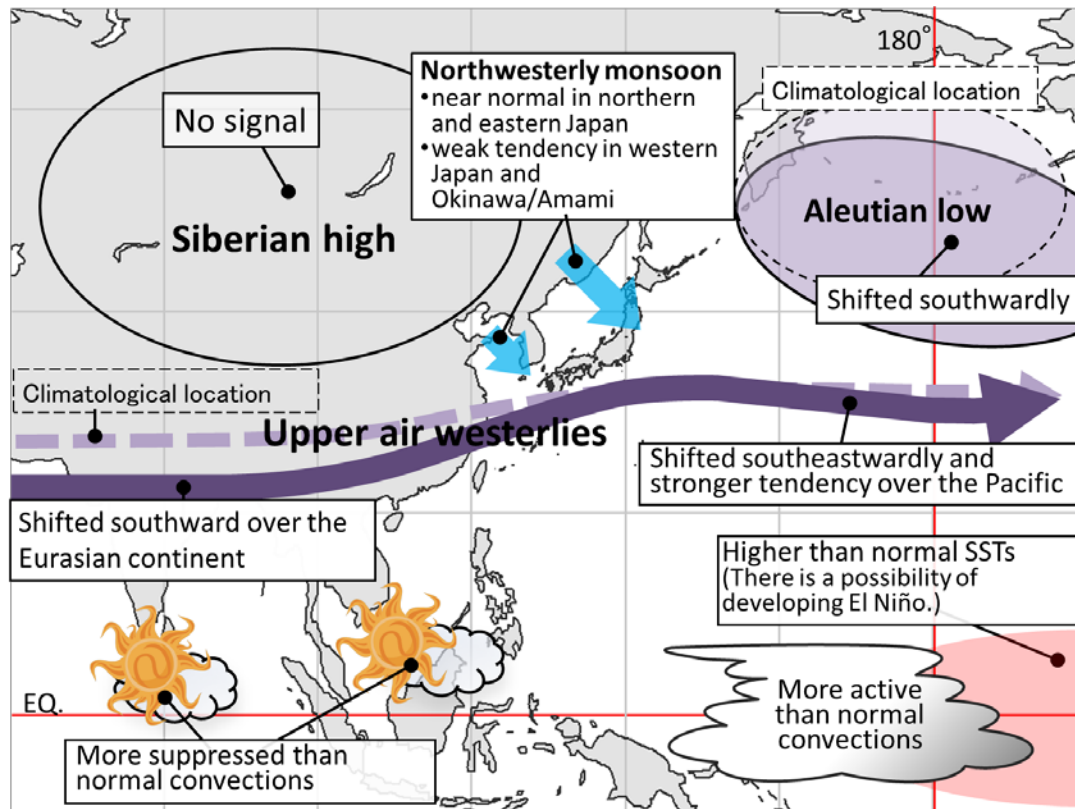 180°
Northwesterly monsoon
•near normal in northern
and eastern Japan
•weak tendency in western
Japan and
Okinawa/Amami
Climatological location
No signal
Siberian high
Aleutian low
Shifted southwardly
Climatological location
Upper air westerlies
Shifted southeastwardly and
stronger tendency over the Pacific
Shifted southward over the
Eurasian continent
Higher than normal SSTs
(There is a possibility of
developing El Niño.)
EQ.
More active
than normal
convections
More suppressed than
normal convections